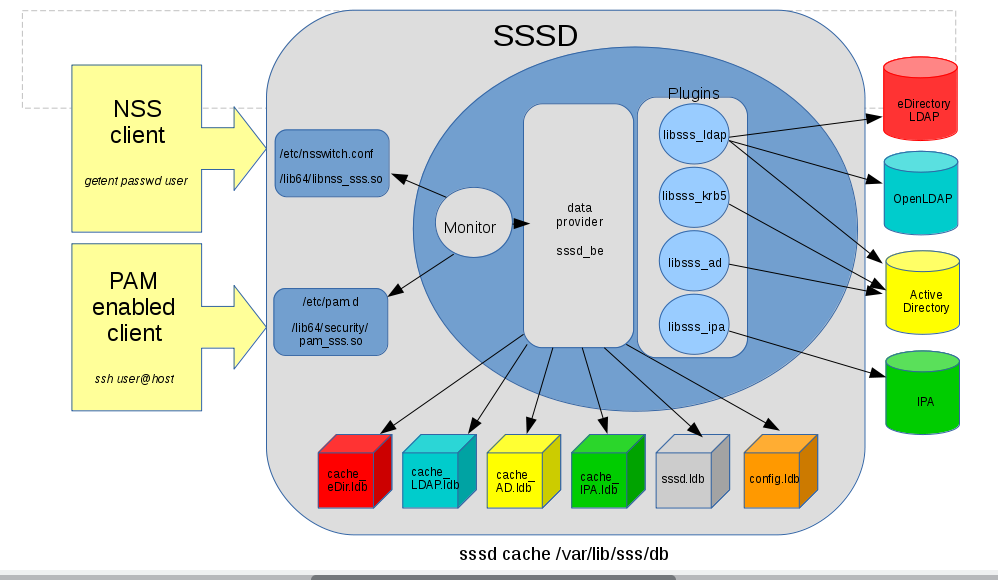 SSSD
NSS
client
getent passwd user
PAM
enabled
client
ssh user@host
/etc/nsswitch.conf
/lib64/libnss_sss.so
/etc/pam.d
/lib64/security/
pam_sss.so
Monitor
data
provider
sssd_be
Plugins
libsss_ldap
libsss_krb5
libsss_ad
libsss_ipa
eDirectory
LDAP
OpenLDAP
Active
Directory
IPA
cache_
eDir.ldb
cache_
LDAP.ldb
cache_
AD.ldb
cache_
IPA.ldb
sssd.ldb
config.ldb
sssd cache /var/lib/sss/db